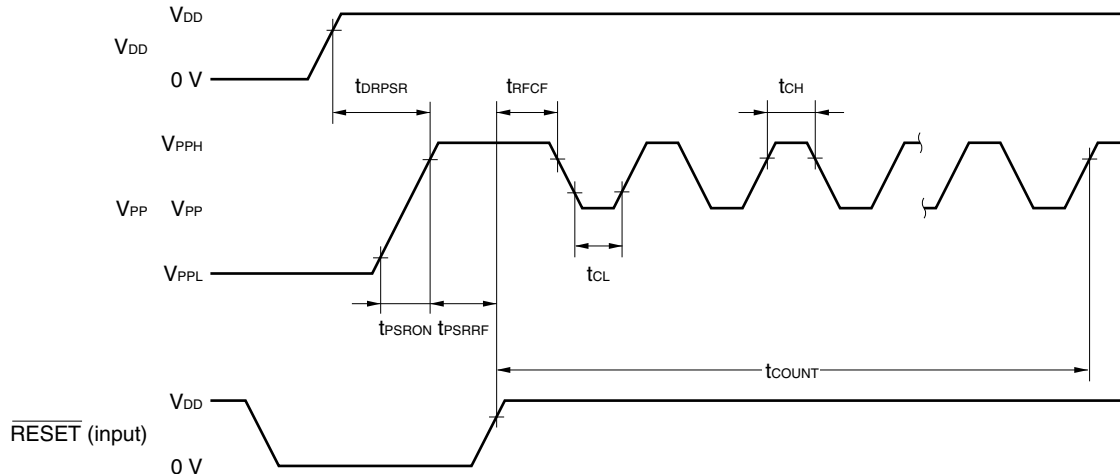 VDD
VDD
0 V
tDRPSR
tRFCF
tCH
VPPH
VPP VPP
tCL
VPPL
tPSRON tPSRRF
tCOUNT
VDD
RESET (input)
0 V